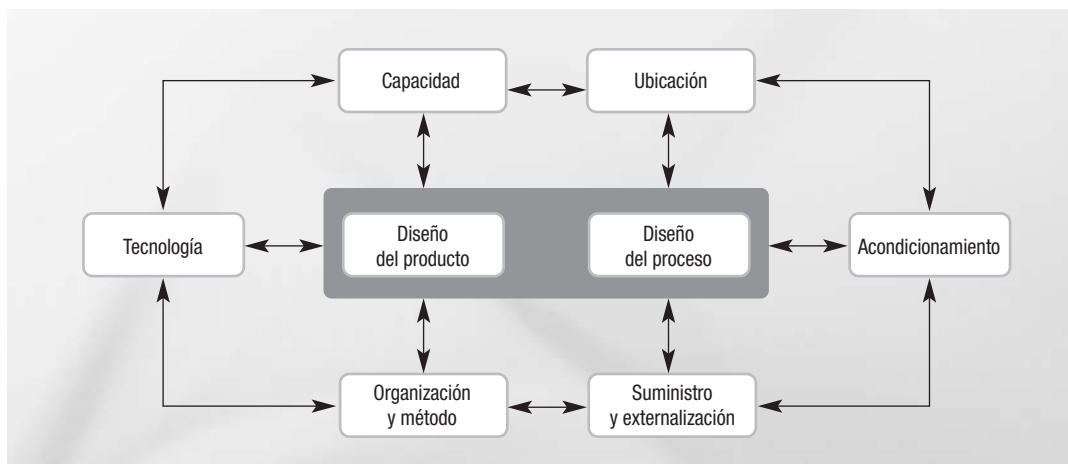 Capacidad
Ubicación
Tecnología
Diseño
del producto
Diseño
del proceso
Acondicionamiento
Organización
y método
Suministro
y externalización